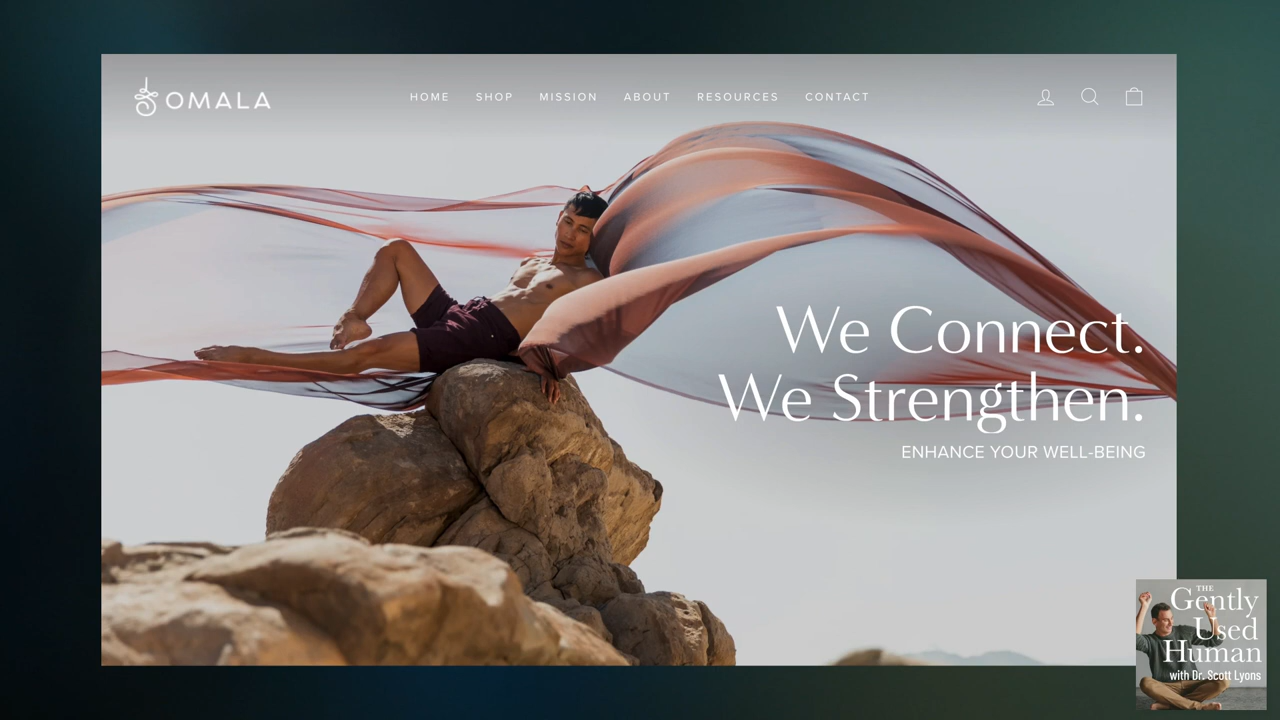 OMALA
HOME SHOP MISSION ABOUT RESOURCES CONTACT
We Connect.
We Strengthen.
ENHANCE YOUR WELL-BEING
THE
Gently
Used
Human
with Dr. Scott Lyons